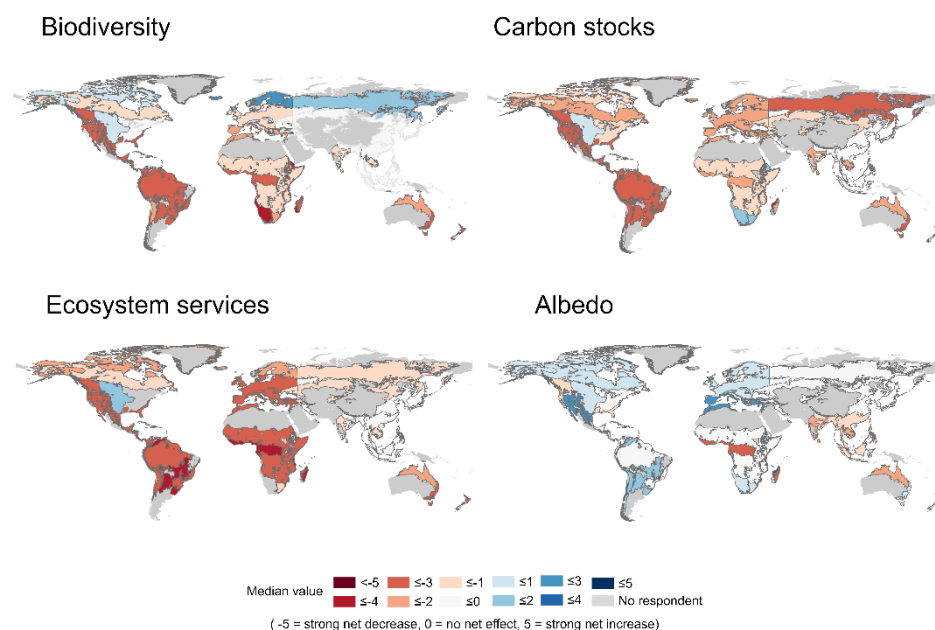 Biodiversity
Carbon stocks
Ecosystem services
Albedo
Median value
<-5 ≤-3 ≤-1 ≤1 ≤3 ≤5
≤-4 ≤-2 ≤0 ≤2 ≤4 No respondent
( -5 = strong net decrease, 0 = no net effect, 5 = strong net increase)